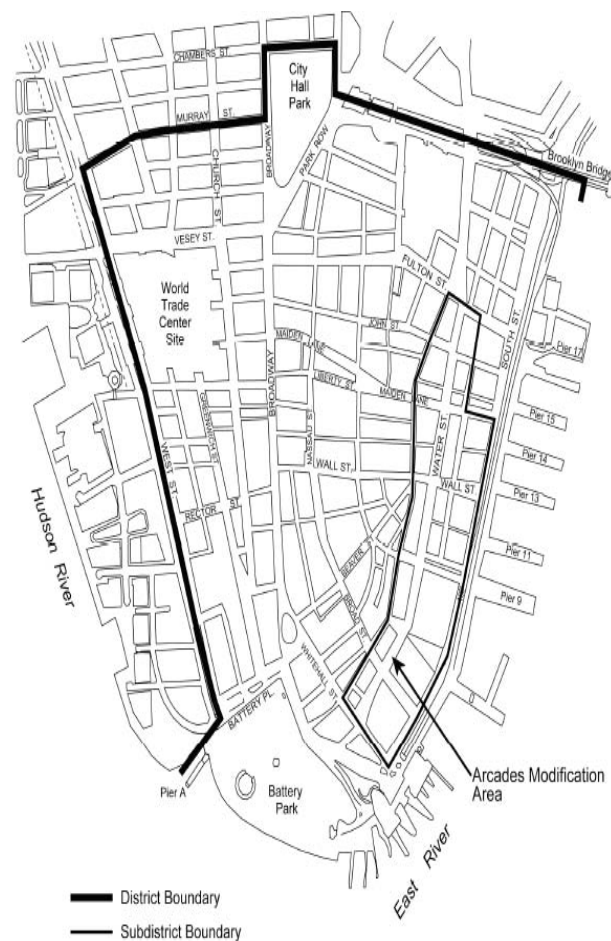 CHAMBERS ST.
City
Hall
Park
MURRAY ST.
BROADWAY
PARK ROW
CHURCH ST.
Brooklyn Bridge
VESEY ST.
FULTON ST.
World
Trade
Center
Site
JOHN ST.
SOUTH ST.
MAIDEN LANE
Pier 17
LIBERTY ST.
BROADWAY
MAIDEN LANE
GREENWICH ST.
NASSAU ST.
WATER ST.
Pier 15
WEST ST.
WALL ST.
Pier 14
WALL ST.
Pier 13
RECTOR ST.
Hudson River
BEAVER ST.
Pier 11
BROAD ST.
Pier 9
WHITEHALL ST.
BATTERY PL.
Pier A
Battery
Park
Arcades Modification
Area
East River
District Boundary
Subdistrict Boundary